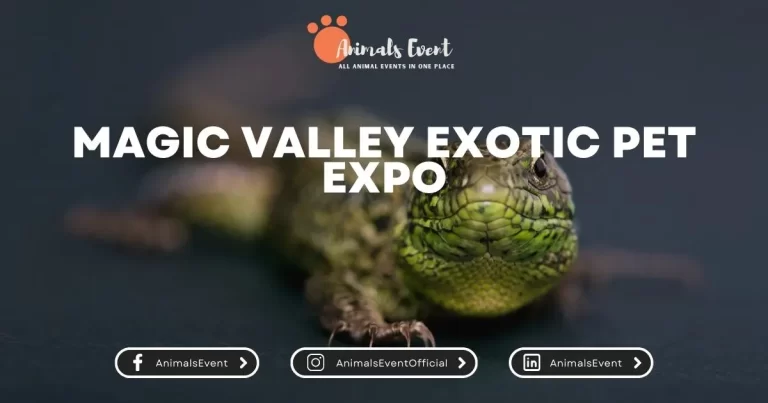 Animals Event
ALL ANIMAL EVENTS IN ONE PLACE
MAGIC VALLEY EXOTIC PET
EXPO
AnimalsEvent
AnimalsEventOfficial
AnimalsEvent